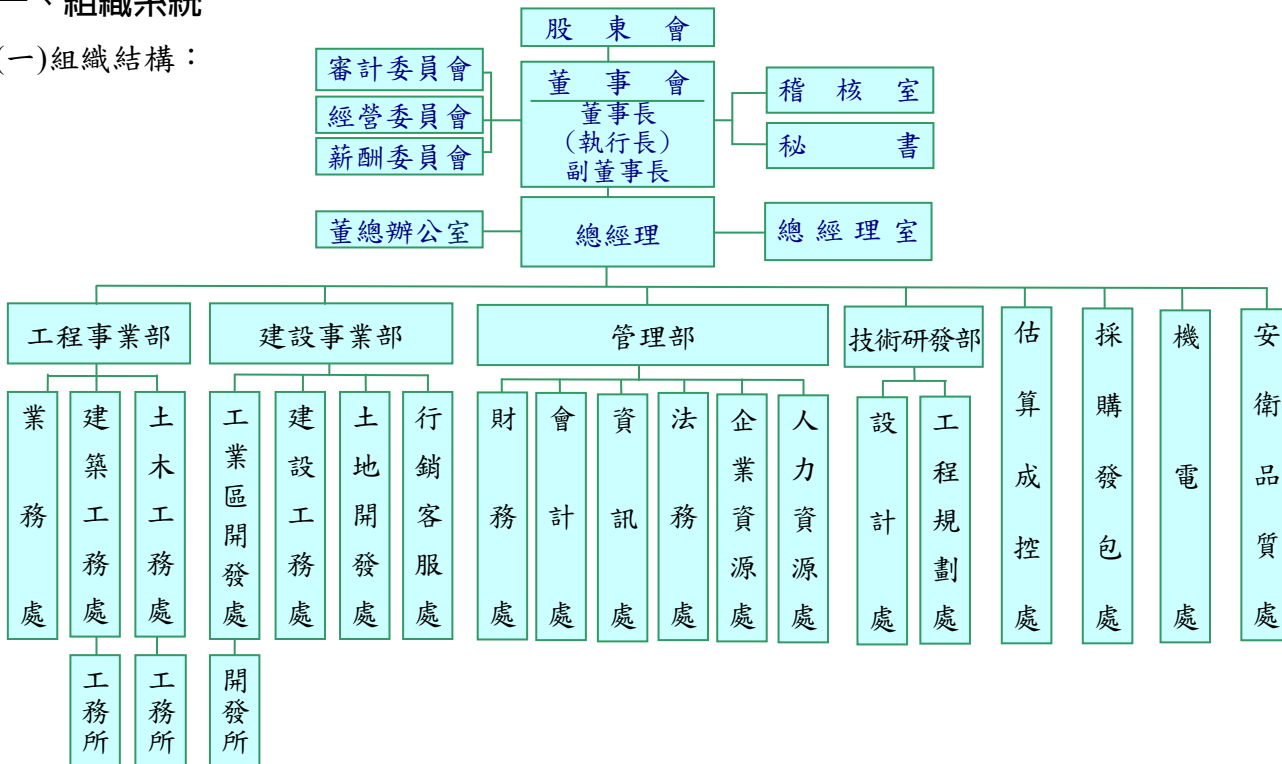 一、組織系統
(一)組織結構：
股東會
審計委員會
經營委員會
薪酬委員會
董事會
董事長
(執行長)
副董事長
稽核室
秘書
董總辦公室
總經理
總經理室
工程事業部
建設事業部
管理部
技術研發部
估算成控處
採購發包處
機電處
安衛品質處
業務處
建築工務處
土木工務處
工業區開發處
建設工務處
土地開發處
行銷客服處
財務處
會計處
資訊處
法務處
企業資源處
人力資源處
設計處
工程規劃處
工務所
工務所
開發所